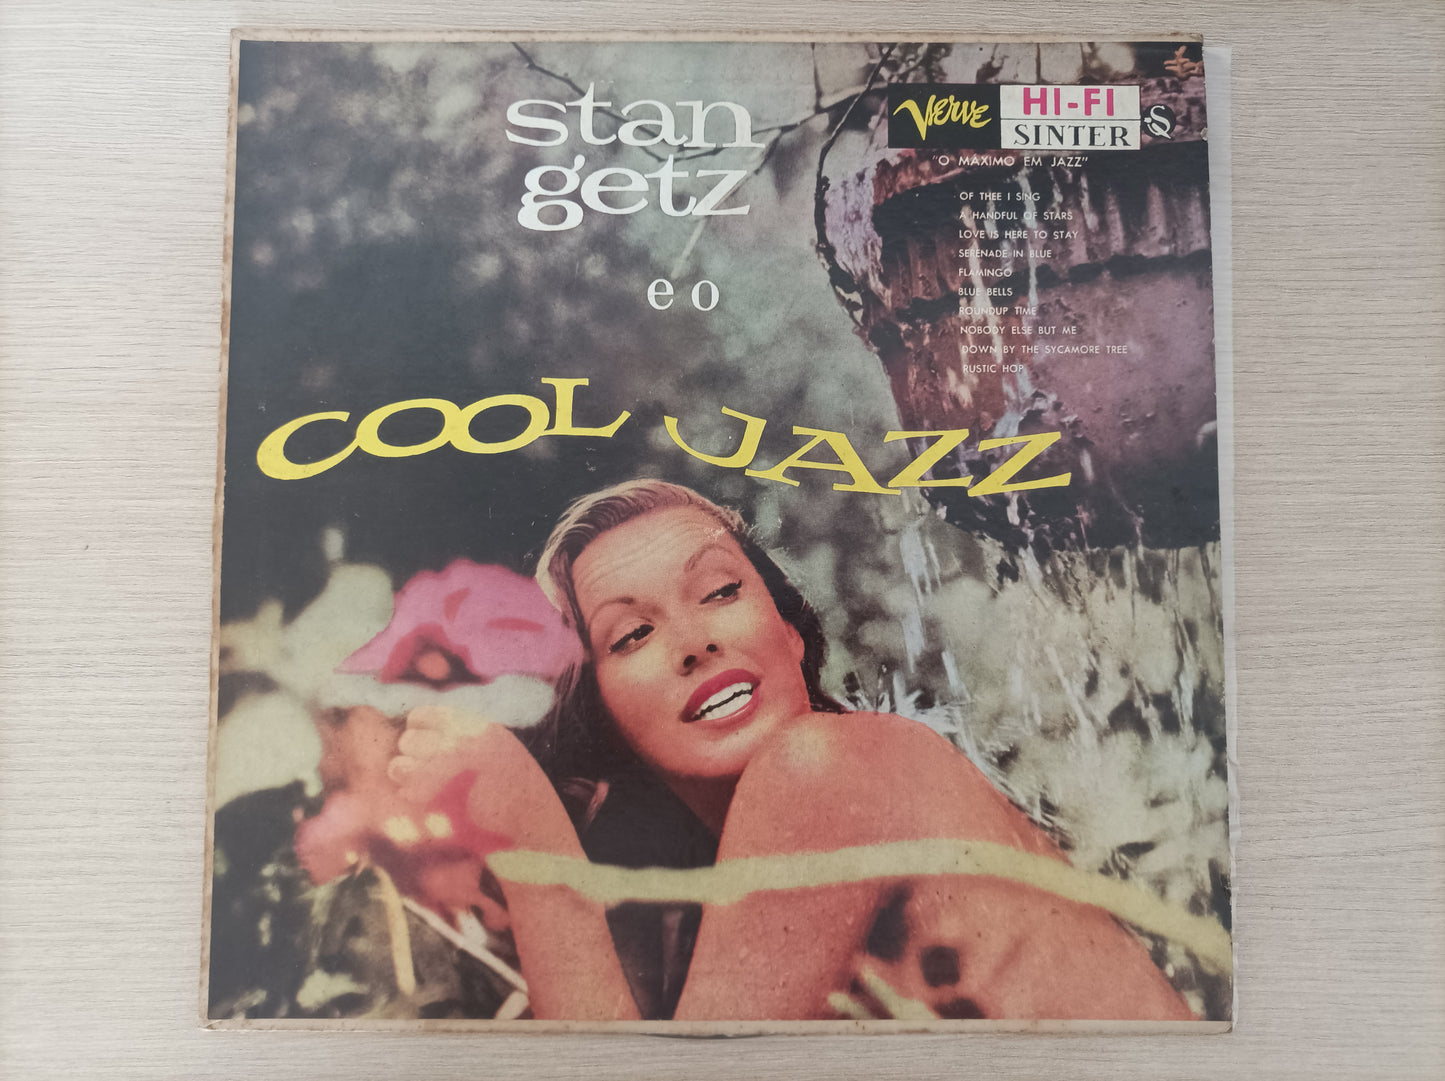 stan
getz
e o
COOL JAZZ
Verve
HI-FI
SINTER
S
"O MÁXIMO EM JAZZ"
OF THEE I SING
A HANDFUL OF STARS
LOVE IS HERE TO STAY
SERENADE IN BLUE
FLAMINGO
BLUE BELLS
ROUNDUP TIME
NOBODY ELSE BUT ME
DOWN BY THE SYCAMORE TREE
RUSTIC HOP